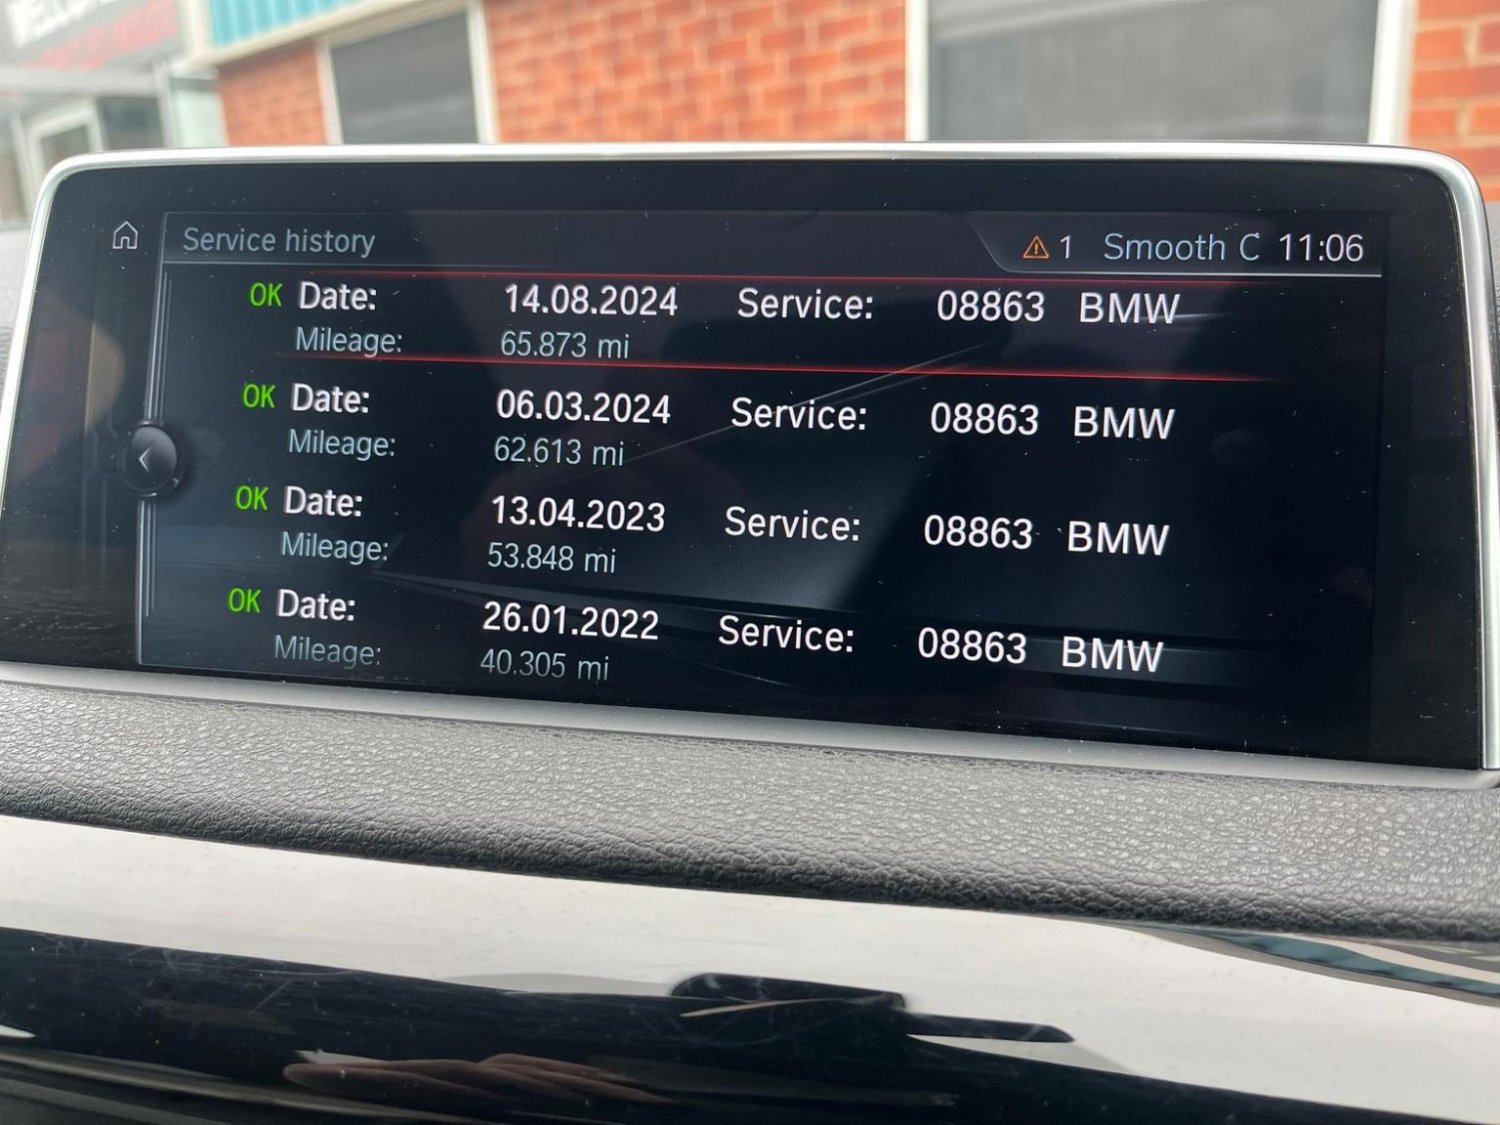 Service history
1 Smooth C 11:06
OK Date: 14.08.2024 Service: 08863 BMW
Mileage: 65.873 mi
OK Date: 06.03.2024 Service: 08863 BMW
Mileage: 62.613 mi
OK Date: 13.04.2023 Service: 08863 BMW
Mileage: 53.848 mi
OK Date: 26.01.2022 Service: 08863 BMW
Mileage: 40.305 mi